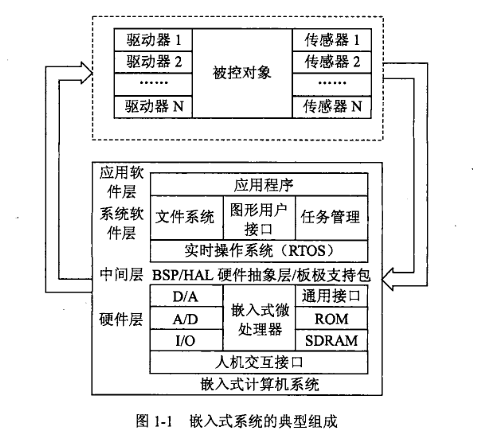 驱动器 1
驱动器 2
……
驱动器 N
被控对象
传感器 1
传感器 2
……
传感器 N
应用软件层
应用程序
系统软件层
文件系统
图形用户接口
任务管理
实时操作系统（RTOS）
中间层
BSP/HAL 硬件抽象层/板极支持包
硬件层
D/A
A/D
I/O
嵌入式微处理器
通用接口
ROM
SDRAM
人机交互接口
嵌入式计算机系统
图 1-1 嵌入式系统的典型组成